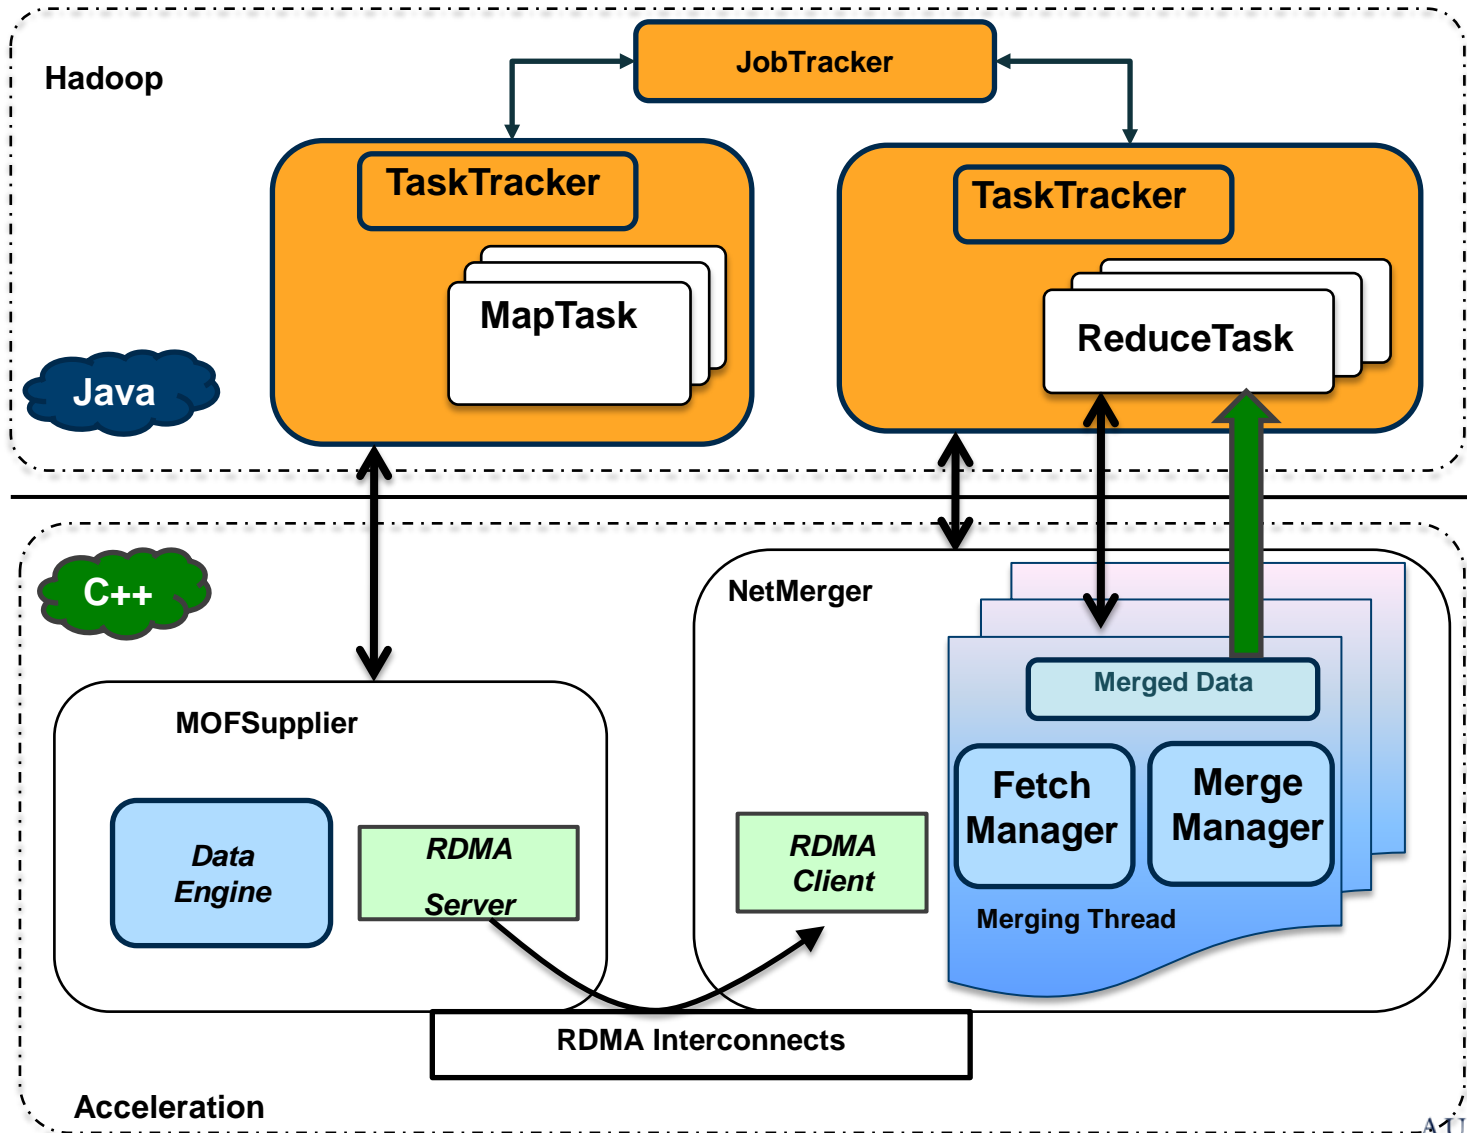 JobTracker
Hadoop
TaskTracker
TaskTracker
MapTask
ReduceTask
Java
C++
NetMerger
Merged Data
MOFSupplier
Fetch
Manager
Merge
Manager
Data
Engine
RDMA
Server
RDMA
Client
Merging Thread
RDMA Interconnects
Acceleration